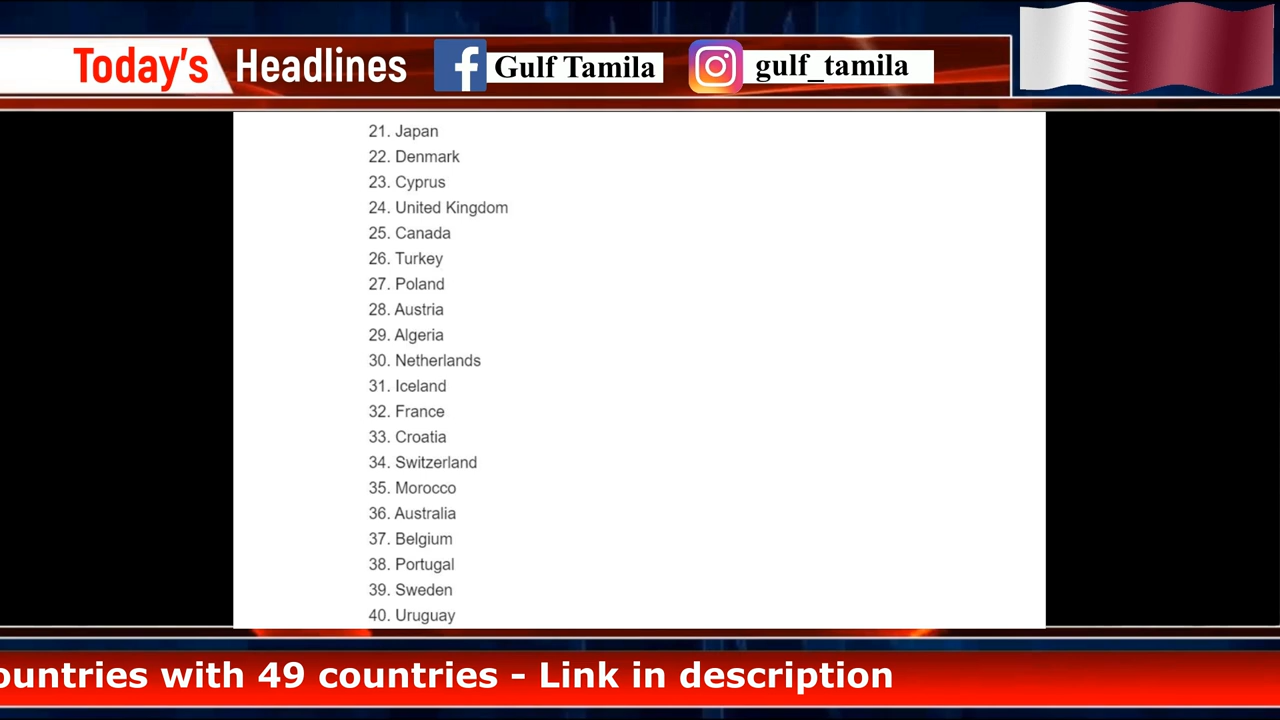 Today's Headlines
Gulf Tamila
gulf_tamila
21. Japan
22. Denmark
23. Cyprus
24. United Kingdom
25. Canada
26. Turkey
27. Poland
28. Austria
29. Algeria
30. Netherlands
31. Iceland
32. France
33. Croatia
34. Switzerland
35. Morocco
36. Australia
37. Belgium
38. Portugal
39. Sweden
40. Uruguay
ountries with 49 countries - Link in description